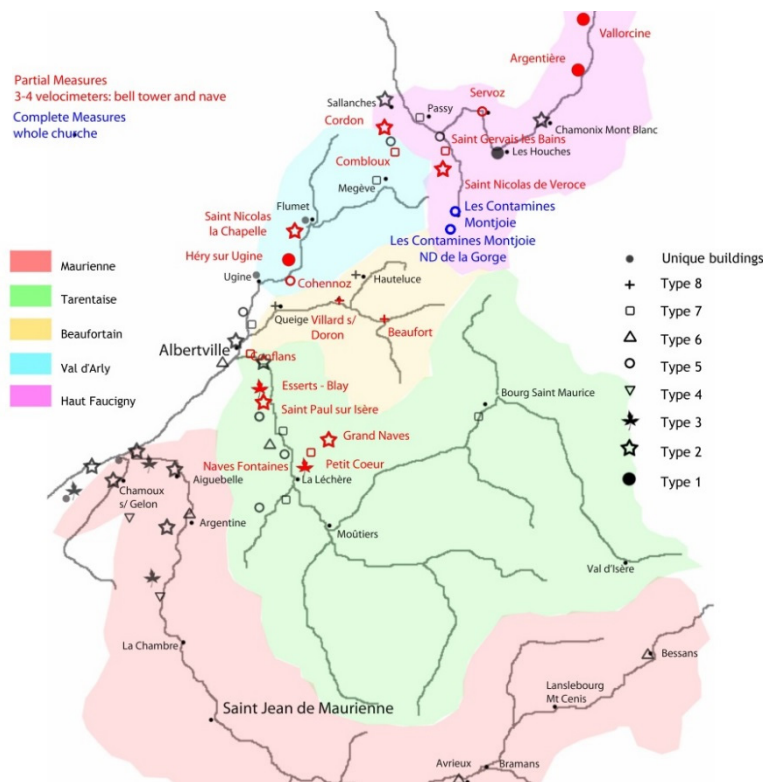 Vallorcine
Argentière
Partial Measures
3-4 velocimeters: bell tower and nave
Complete Measures
whole churche
Sallanches
Passy
Servoz
Cordon
Chamonix Mont Blanc
Saint Gervais les Bains
Les Houches
Combloux
Megève
Saint Nicolas de Veroce
Flumet
Saint Nicolas
la Chapelle
Les Contamines
Montjoie
Les Contamines Montjoie
ND de la Gorge
Héry sur Ugine
Ugine
Cohennoz
Hauteluce
Queige
Villard s/
Doron
Beaufort
Albertville
Conflans
Maurienne
Tarentaise
Beaufortain
Val d'Arly
Haut Faucigny
Unique buildings
Type 8
Type 7
Type 6
Type 5
Type 4
Type 3
Type 2
Type 1
Esserts - Blay
Saint Paul sur Isère
Bourg Saint Maurice
Grand Naves
Naves Fontaines
Petit Coeur
La Léchère
Aiguebelle
Chamoux
s/ Gelon
Argentine
Moûtiers
Val d'Isère
La Chambre
Bessans
Lanslebourg
Mt Cenis
Saint Jean de Maurienne
Avrieux
Bramans